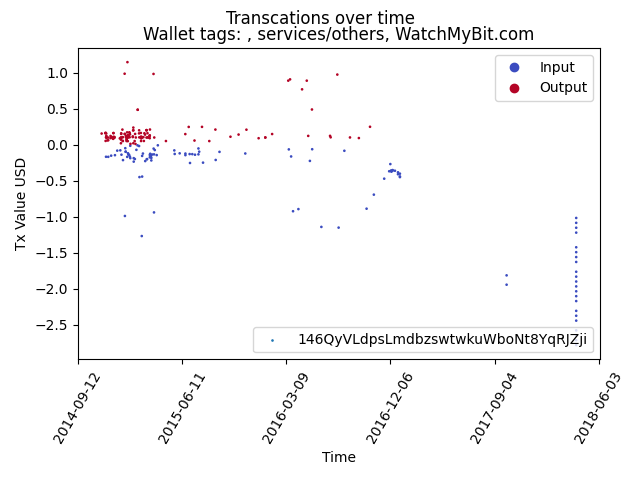 Transcations over time
Wallet tags: , services/others, WatchMyBit.com
Input
Output
1.0
0.5
0.0
−0.5
−1.0
−1.5
−2.0
−2.5
Tx Value USD
146QyVLdpsLmdbzswtwkuWboNt8YqRJZji
2014-09-12
2015-06-11
2016-03-09
2016-12-06
2017-09-04
2018-06-03
Time